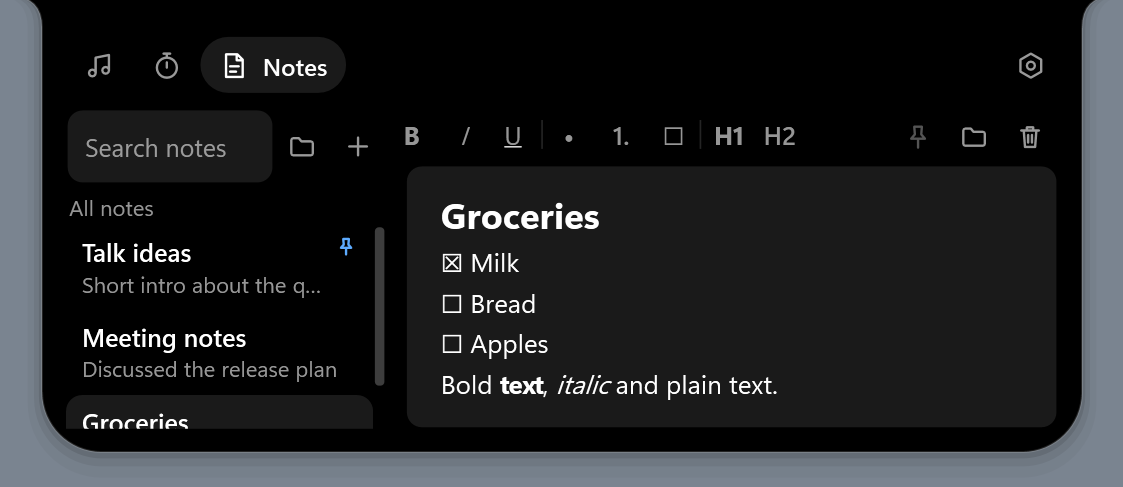 Notes
Search notes
B / U • 1. ☐ H1 H2
All notes
Talk ideas
Short intro about the q...
Meeting notes
Discussed the release plan
Groceries
Groceries
☒ Milk
☐ Bread
☐ Apples
Bold text, italic and plain text.